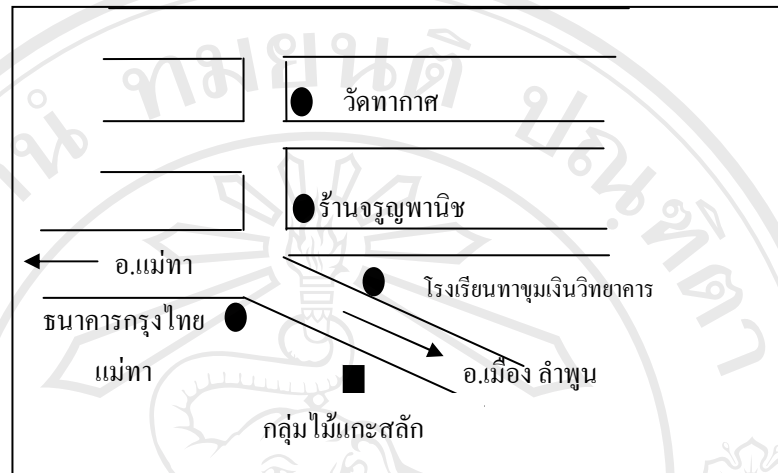 วัดทากาศ
ร้านจรูญพานิช
อ.แม่ทา
โรงเรียนทาขุมเงินวิทยาคาร
ธนาคารกรุงไทย
แม่ทา
อ.เมือง ลำพูน
กลุ่มไม้แกะสลัก